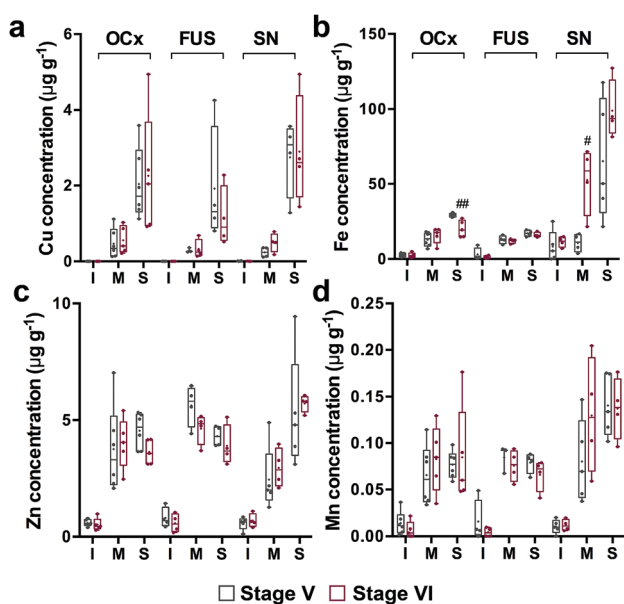 a
OCx FUS SN
Cu concentration (µg g⁻¹)
6
4
2
0
I M S I M S I M S
b
OCx FUS SN
Fe concentration (µg g⁻¹)
150
100
50
0
##
#
I M S I M S I M S
c
Zn concentration (µg g⁻¹)
10
5
0
I M S I M S I M S
d
Mn concentration (µg g⁻¹)
0.25
0.20
0.15
0.10
0.05
0.00
I M S I M S I M S
Stage V Stage VI